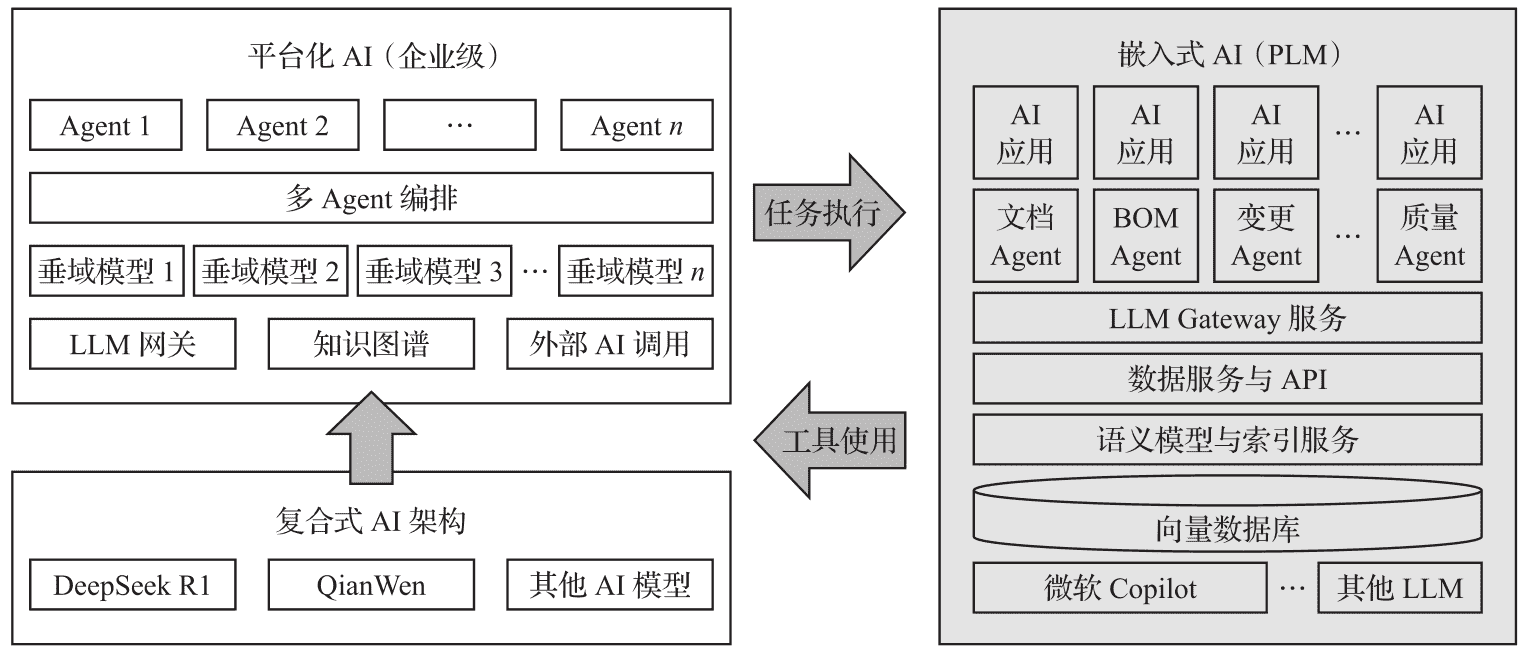 平台化 AI（企业级）
Agent 1 Agent 2 … Agent n
多 Agent 编排
垂域模型 1 垂域模型 2 垂域模型 3 … 垂域模型 n
LLM 网关 知识图谱 外部 AI 调用
复合式 AI 架构
DeepSeek R1 QianWen 其他 AI 模型
任务执行
工具使用
嵌入式 AI（PLM）
AI AI AI … AI
应用 应用 应用 应用
文档 BOM 变更 … 质量
Agent Agent Agent Agent
LLM Gateway 服务
数据服务与 API
语义模型与索引服务
向量数据库
微软 Copilot … 其他 LLM